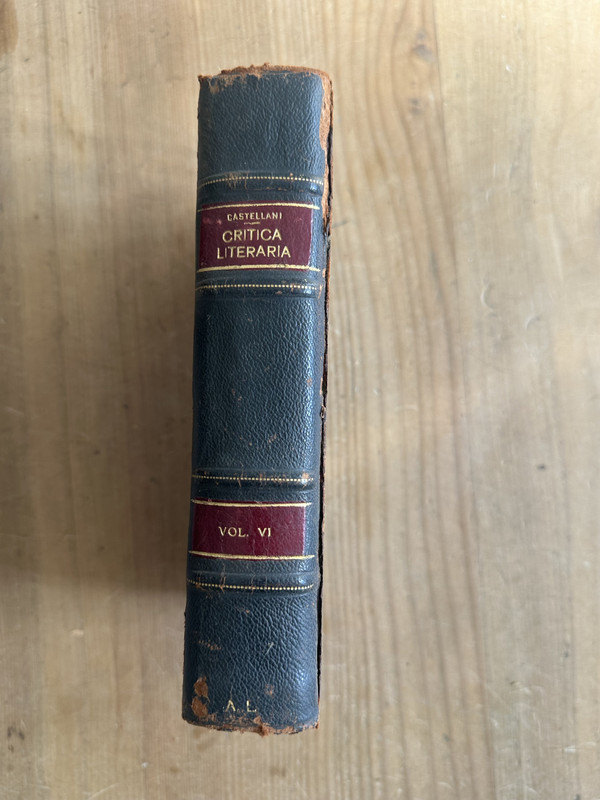 CASTELLANI
CRITICA
LITERARIA
VOL. VI
A L